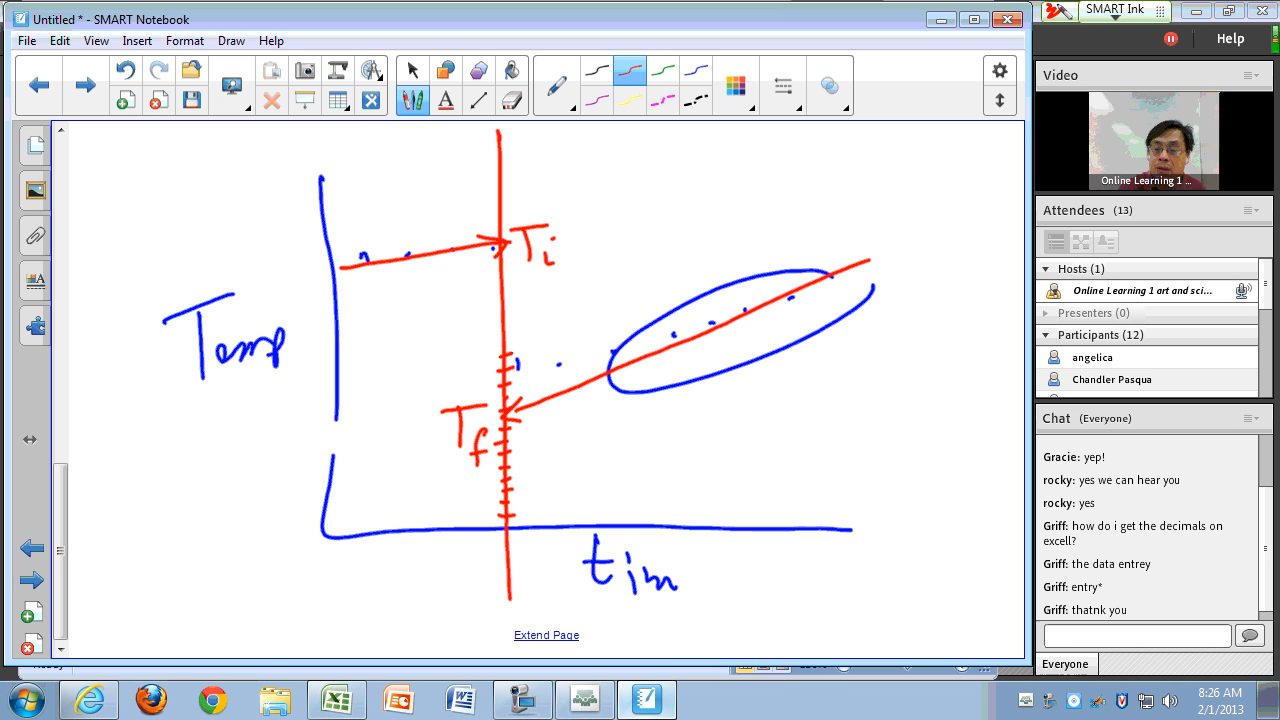 Untitled * - SMART Notebook
File Edit View Insert Format Draw Help
Ti
Temp
Tf
tim
Extend Page
SMART Ink
Help
Video
Online Learning 1 ...
Attendees (13)
Hosts (1)
Online Learning 1 art and sci...
Presenters (0)
Participants (12)
angelica
Chandler Pasqua
Chat (Everyone)
Gracie: yep!
rocky: yes we can hear you
rocky: yes
Griff: how do i get the decimals on
excell?
Griff: the data entrey
Griff: entry*
Griff: thatnk you
Everyone
8:26 AM
2/1/2013